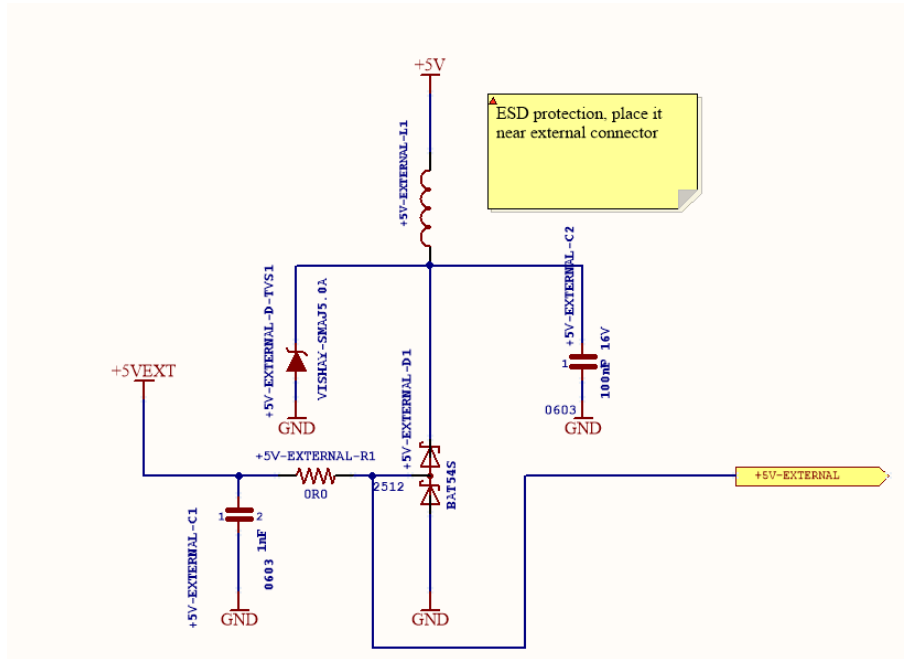 +5V
ESD protection, place it
near external connector
+5V-EXTERNAL-L1
+5V-EXTERNAL-D-TVS1
VISHAY-SMAJ5.0A
+5V-EXTERNAL-C2
1
100nF 16V
0603
GND
GND
+5VEXT
+5V-EXTERNAL-D1
+5V-EXTERNAL-R1
0R0
2512
BAT54S
+5V-EXTERNAL
+5V-EXTERNAL-C1
1
2
0603 1nF
GND
GND